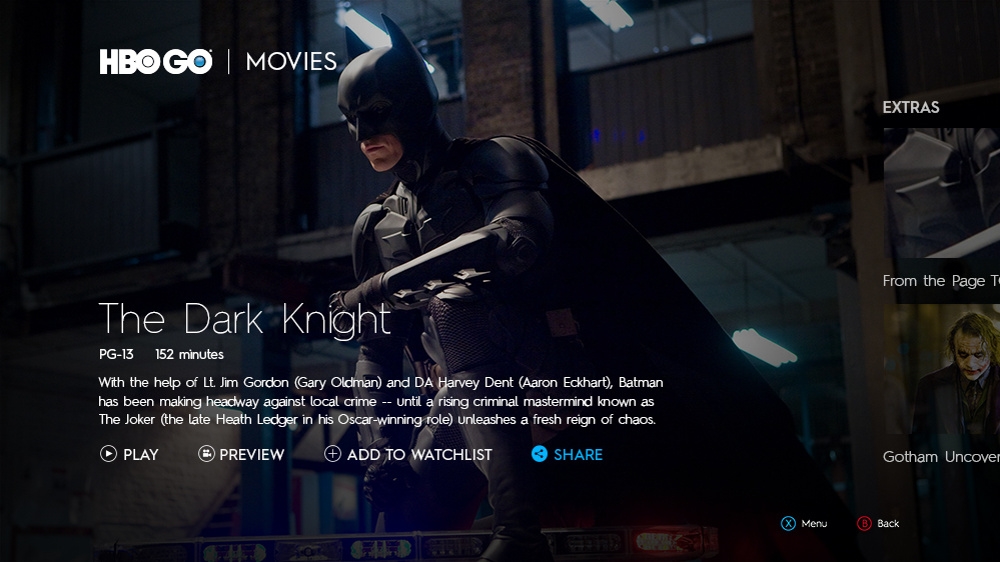 HBO GO | MOVIES
EXTRAS
From the Page
The Dark Knight
PG-13 152 minutes
With the help of Lt. Jim Gordon (Gary Oldman) and DA Harvey Dent (Aaron Eckhart), Batman
has been making headway against local crime -- until a rising criminal mastermind known as
The Joker (the late Heath Ledger in his Oscar-winning role) unleashes a fresh reign of chaos.
PLAY PREVIEW ADD TO WATCHLIST SHARE
Gotham
X Menu B Back